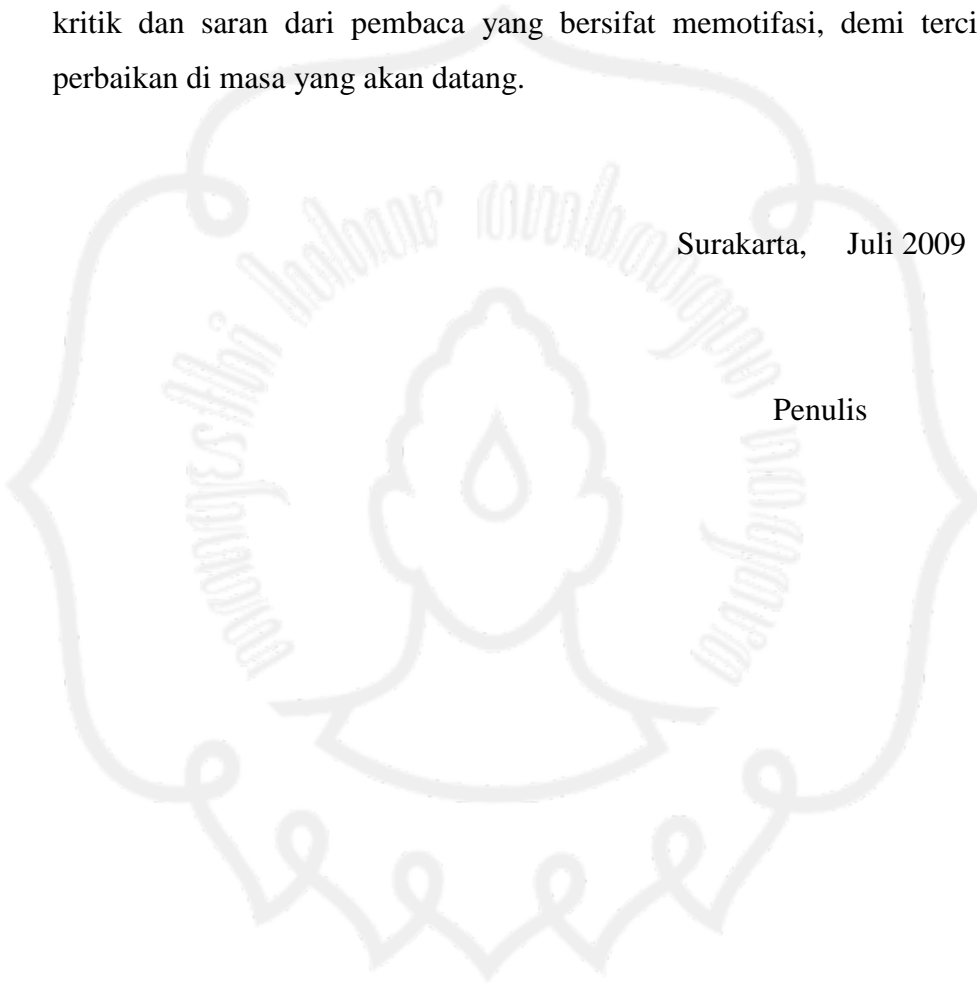 kritik dan saran dari pembaca yang bersifat memotifasi, demi terci
perbaikan di masa yang akan datang.
Surakarta, Juli 2009
Penulis